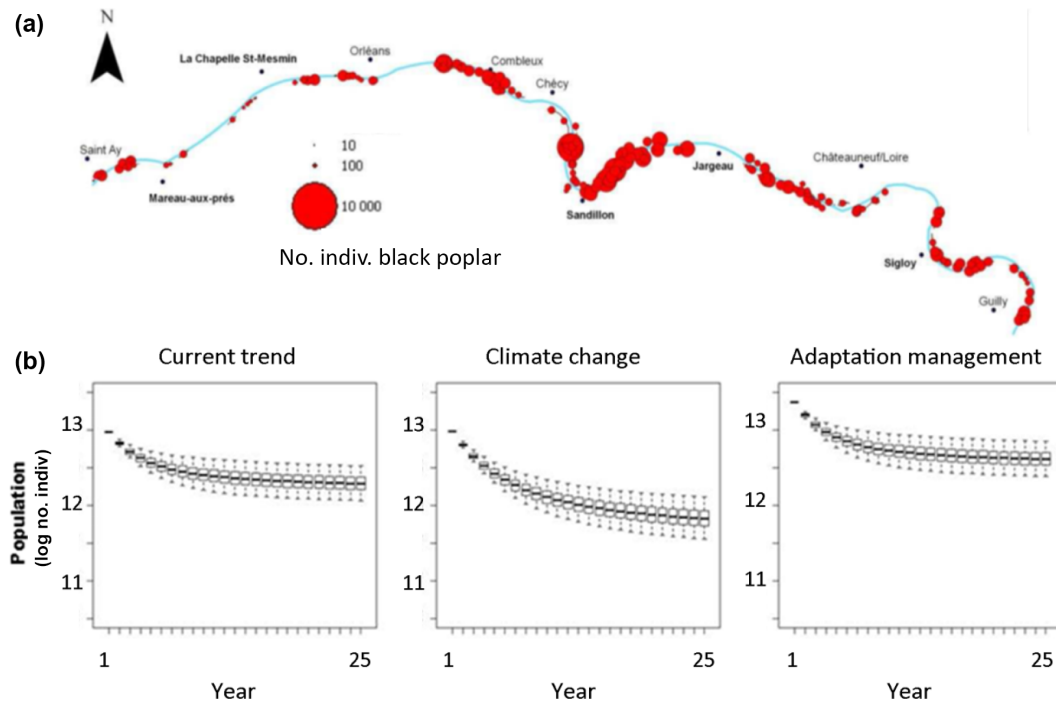 (a)
N
La Chapelle St-Mesmin
Orléans
Combleux
Chécy
Saint Ay
Mareau-aux-prés
10
100
10 000
No. indiv. black poplar
Sandillon
Jargeau
Châteauneuf/Loire
Sigloy
Guilly
(b)
Current trend
Climate change
Adaptation management
Population
(log no. indiv)
13
12
11
1
25
Year
13
12
11
1
25
Year
13
12
11
1
25
Year